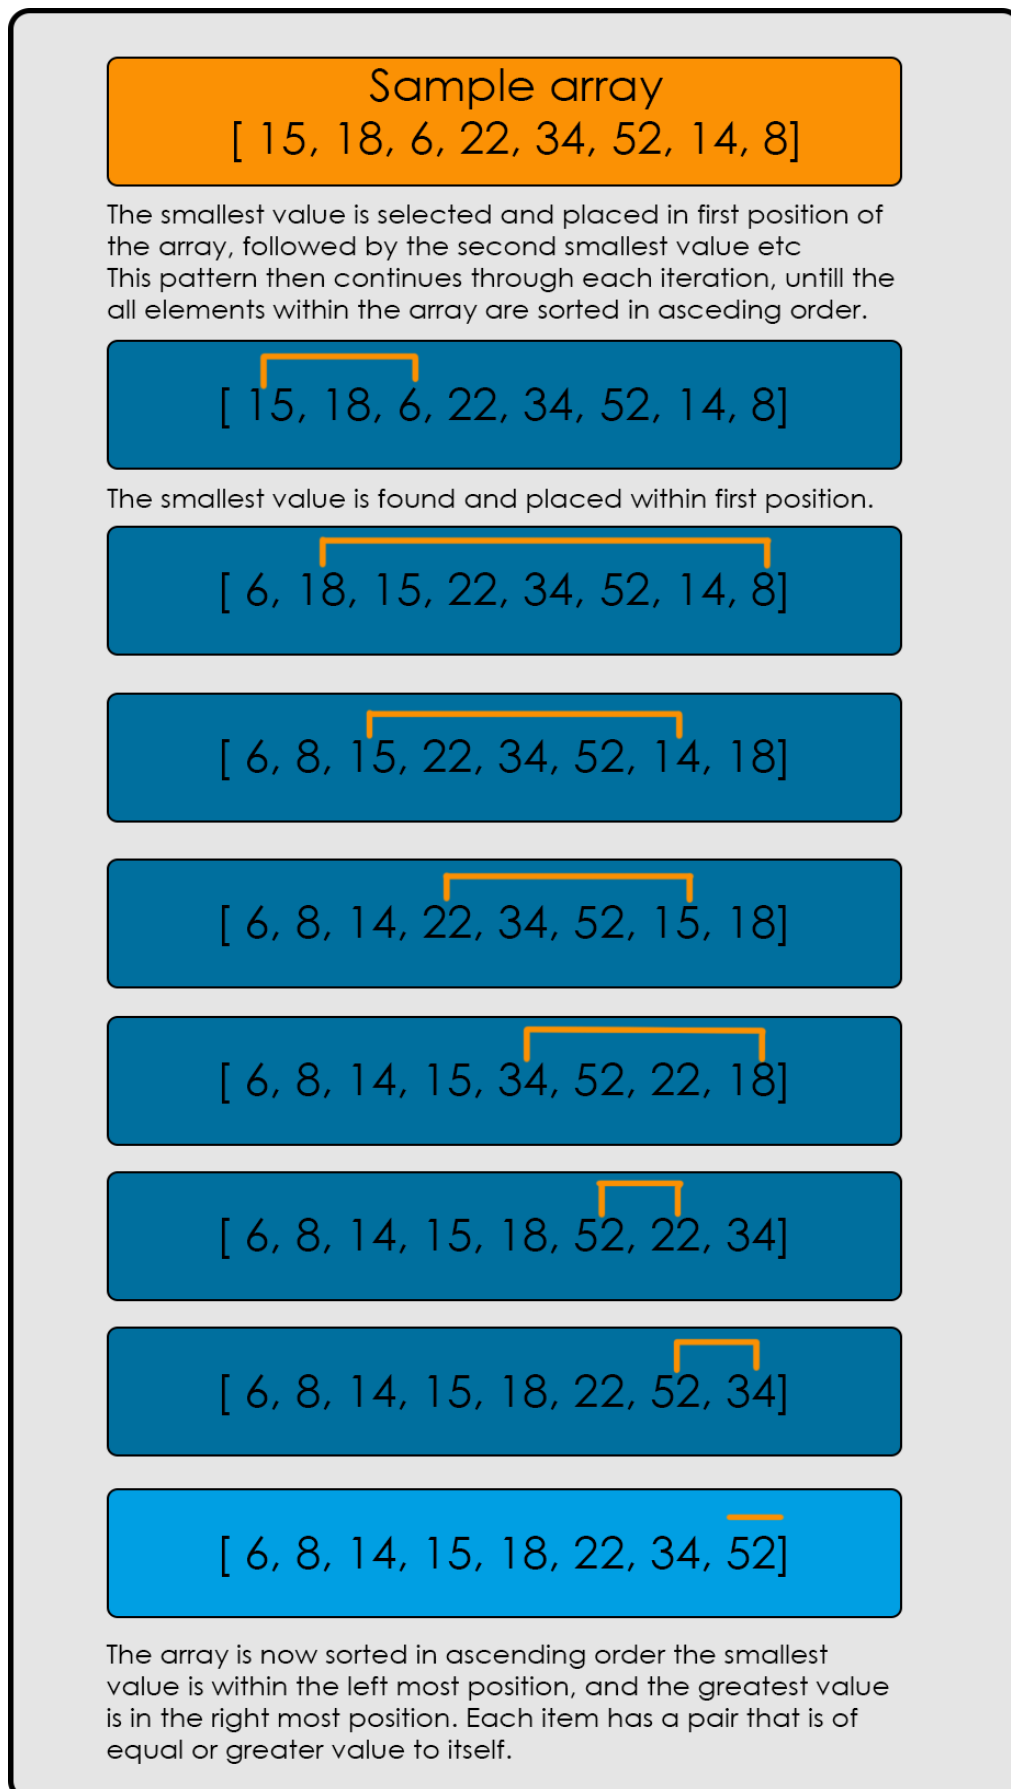 Sample array
[ 15, 18, 6, 22, 34, 52, 14, 8]
The smallest value is selected and placed in first position of
the array, followed by the second smallest value etc
This pattern then continues through each iteration, untill the
all elements within the array are sorted in asceding order.
[ 15, 18, 6, 22, 34, 52, 14, 8]
The smallest value is found and placed within first position.
[ 6, 18, 15, 22, 34, 52, 14, 8]
[ 6, 8, 15, 22, 34, 52, 14, 18]
[ 6, 8, 14, 22, 34, 52, 15, 18]
[ 6, 8, 14, 15, 34, 52, 22, 18]
[ 6, 8, 14, 15, 18, 52, 22, 34]
[ 6, 8, 14, 15, 18, 22, 52, 34]
[ 6, 8, 14, 15, 18, 22, 34, 52]
The array is now sorted in ascending order the smallest
value is within the left most position, and the greatest value
is in the right most position. Each item has a pair that is of
equal or greater value to itself.